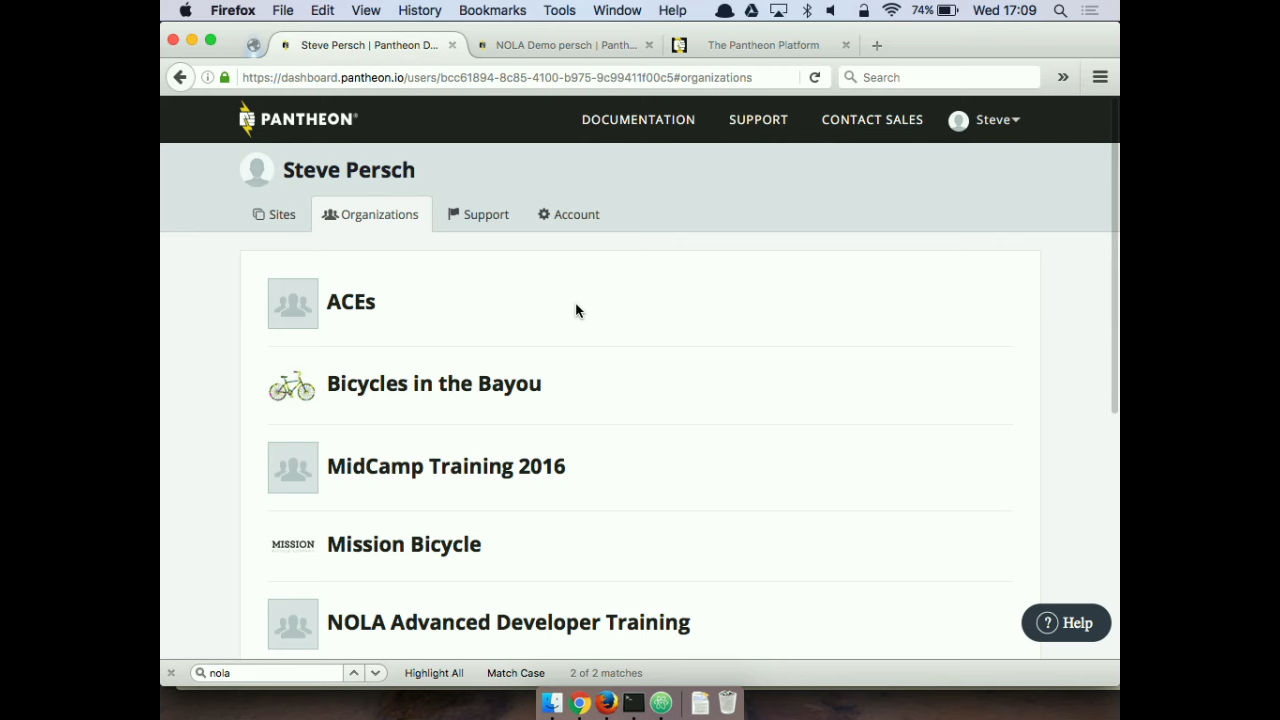 Firefox File Edit View History Bookmarks Tools Window Help 74% Wed 17:09
Steve Persch | Pantheon D... NOLA Demo persch | Panth... The Pantheon Platform
https://dashboard.pantheon.io/users/bcc61894-8c85-4100-b975-9c99411f00c5#organizations Search
PANTHEON DOCUMENTATION SUPPORT CONTACT SALES Steve
Steve Persch
Sites Organizations Support Account
ACEs
Bicycles in the Bayou
MidCamp Training 2016
MISSION Mission Bicycle
NOLA Advanced Developer Training
? Help
nola Highlight All Match Case 2 of 2 matches